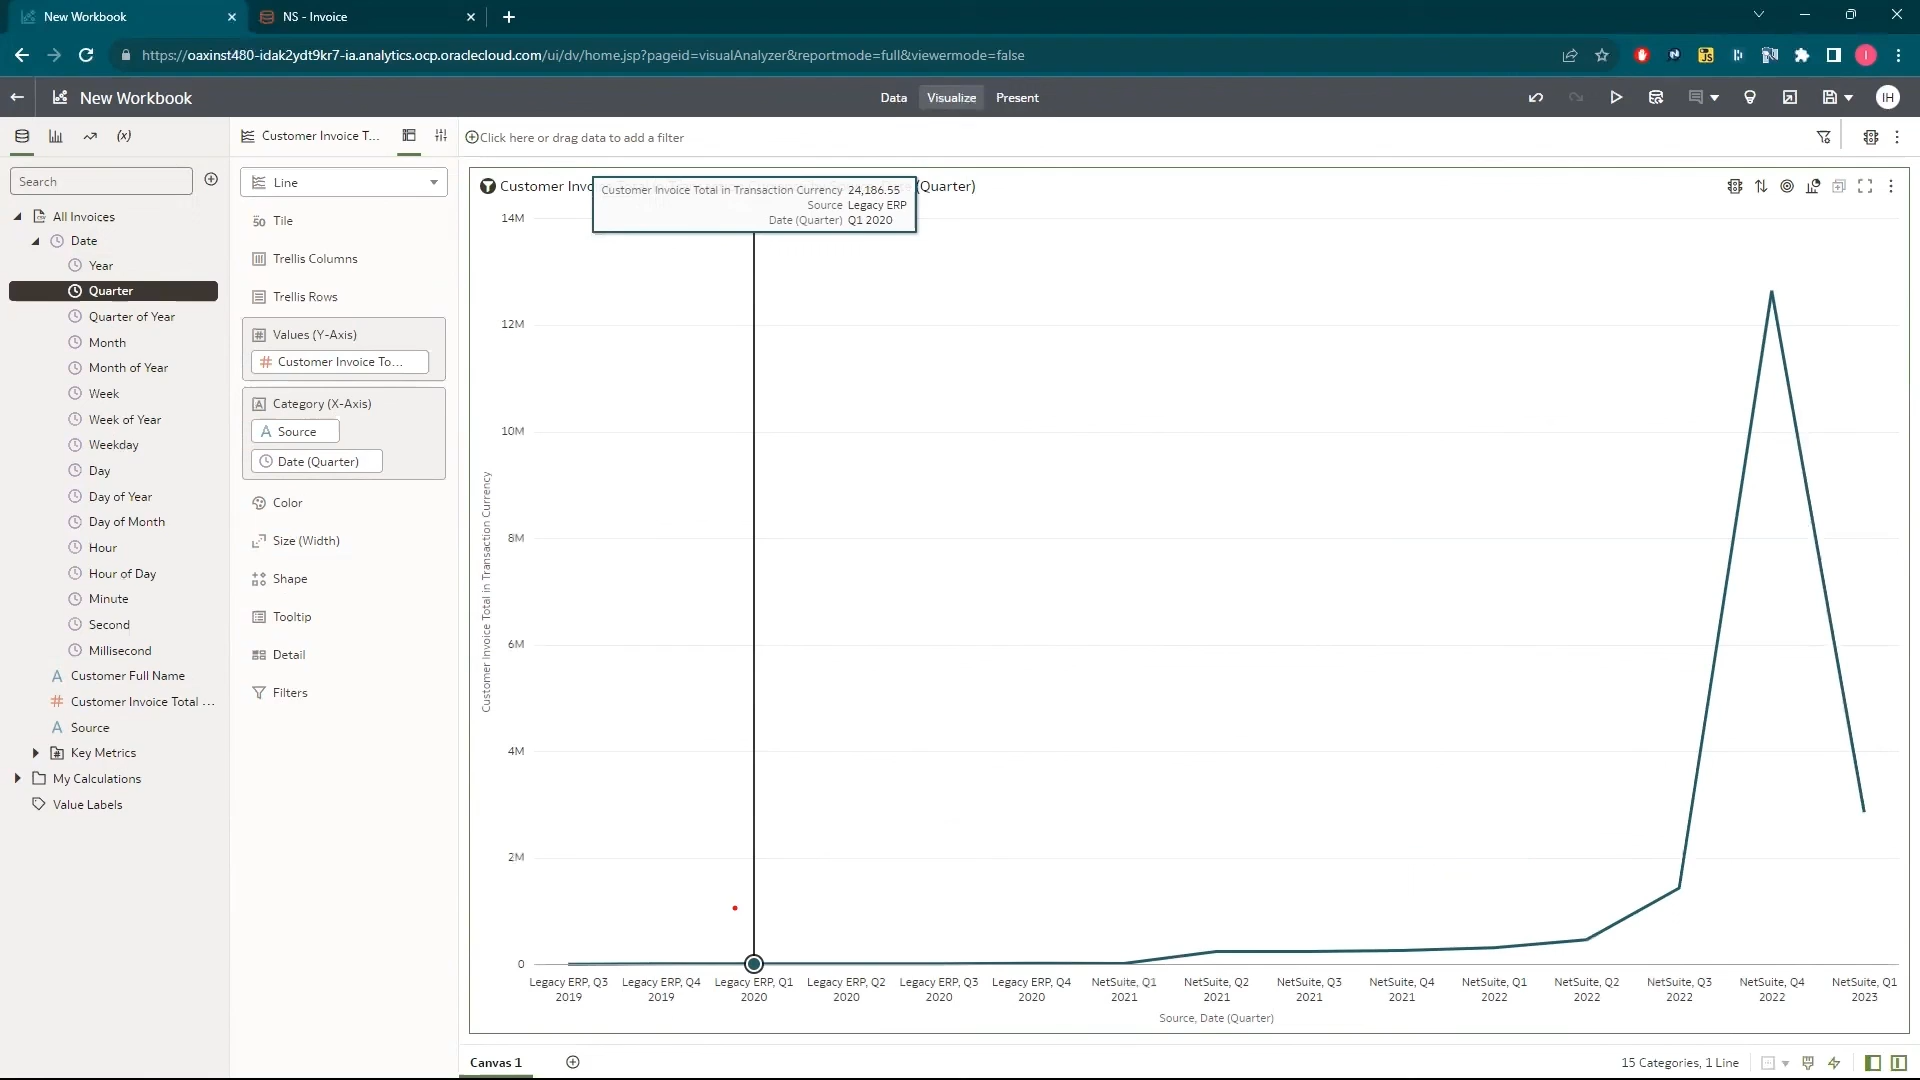 New Workbook
NS - Invoice
https://oaxinst480-idak2ydt9kr7-ia.analytics.ocp.oraclecloud.com/ui/dv/home.jsp?pageid=visualAnalyzer&reportmode=full&viewermode=false
New Workbook
Data
Visualize
Present
IH
(x)
Customer Invoice T...
Click here or drag data to add a filter
Search
All Invoices
Date
Year
Quarter
Quarter of Year
Month
Month of Year
Week
Week of Year
Weekday
Day
Day of Year
Day of Month
Hour
Hour of Day
Minute
Second
Millisecond
Customer Full Name
Customer Invoice Total ...
Source
Key Metrics
My Calculations
Value Labels
Line
50 Tile
Trellis Columns
Trellis Rows
Values (Y-Axis)
# Customer Invoice To...
Category (X-Axis)
A Source
Date (Quarter)
Color
Size (Width)
Shape
Tooltip
Detail
Filters
Customer Invo
(Quarter)
Customer Invoice Total in Transaction Currency 24,186.55
Source Legacy ERP
Date (Quarter) Q1 2020
14M
12M
10M
8M
6M
4M
2M
0
Customer Invoice Total in Transaction Currency
Legacy ERP, Q3 2019
Legacy ERP, Q4 2019
Legacy ERP, Q1 2020
Legacy ERP, Q2 2020
Legacy ERP, Q3 2020
Legacy ERP, Q4 2020
NetSuite, Q1 2021
NetSuite, Q2 2021
NetSuite, Q3 2021
NetSuite, Q4 2021
NetSuite, Q1 2022
NetSuite, Q2 2022
NetSuite, Q3 2022
NetSuite, Q4 2022
NetSuite, Q1 2023
Source, Date (Quarter)
Canvas 1
15 Categories, 1 Line